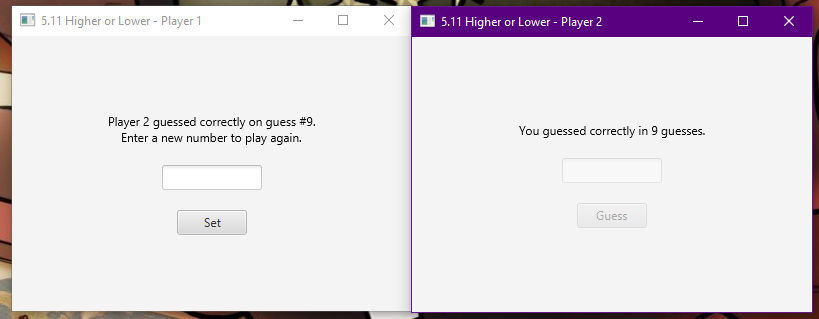 5.11 Higher or Lower - Player 1
Player 2 guessed correctly on guess #9.
Enter a new number to play again.
Set
5.11 Higher or Lower - Player 2
You guessed correctly in 9 guesses.
Guess